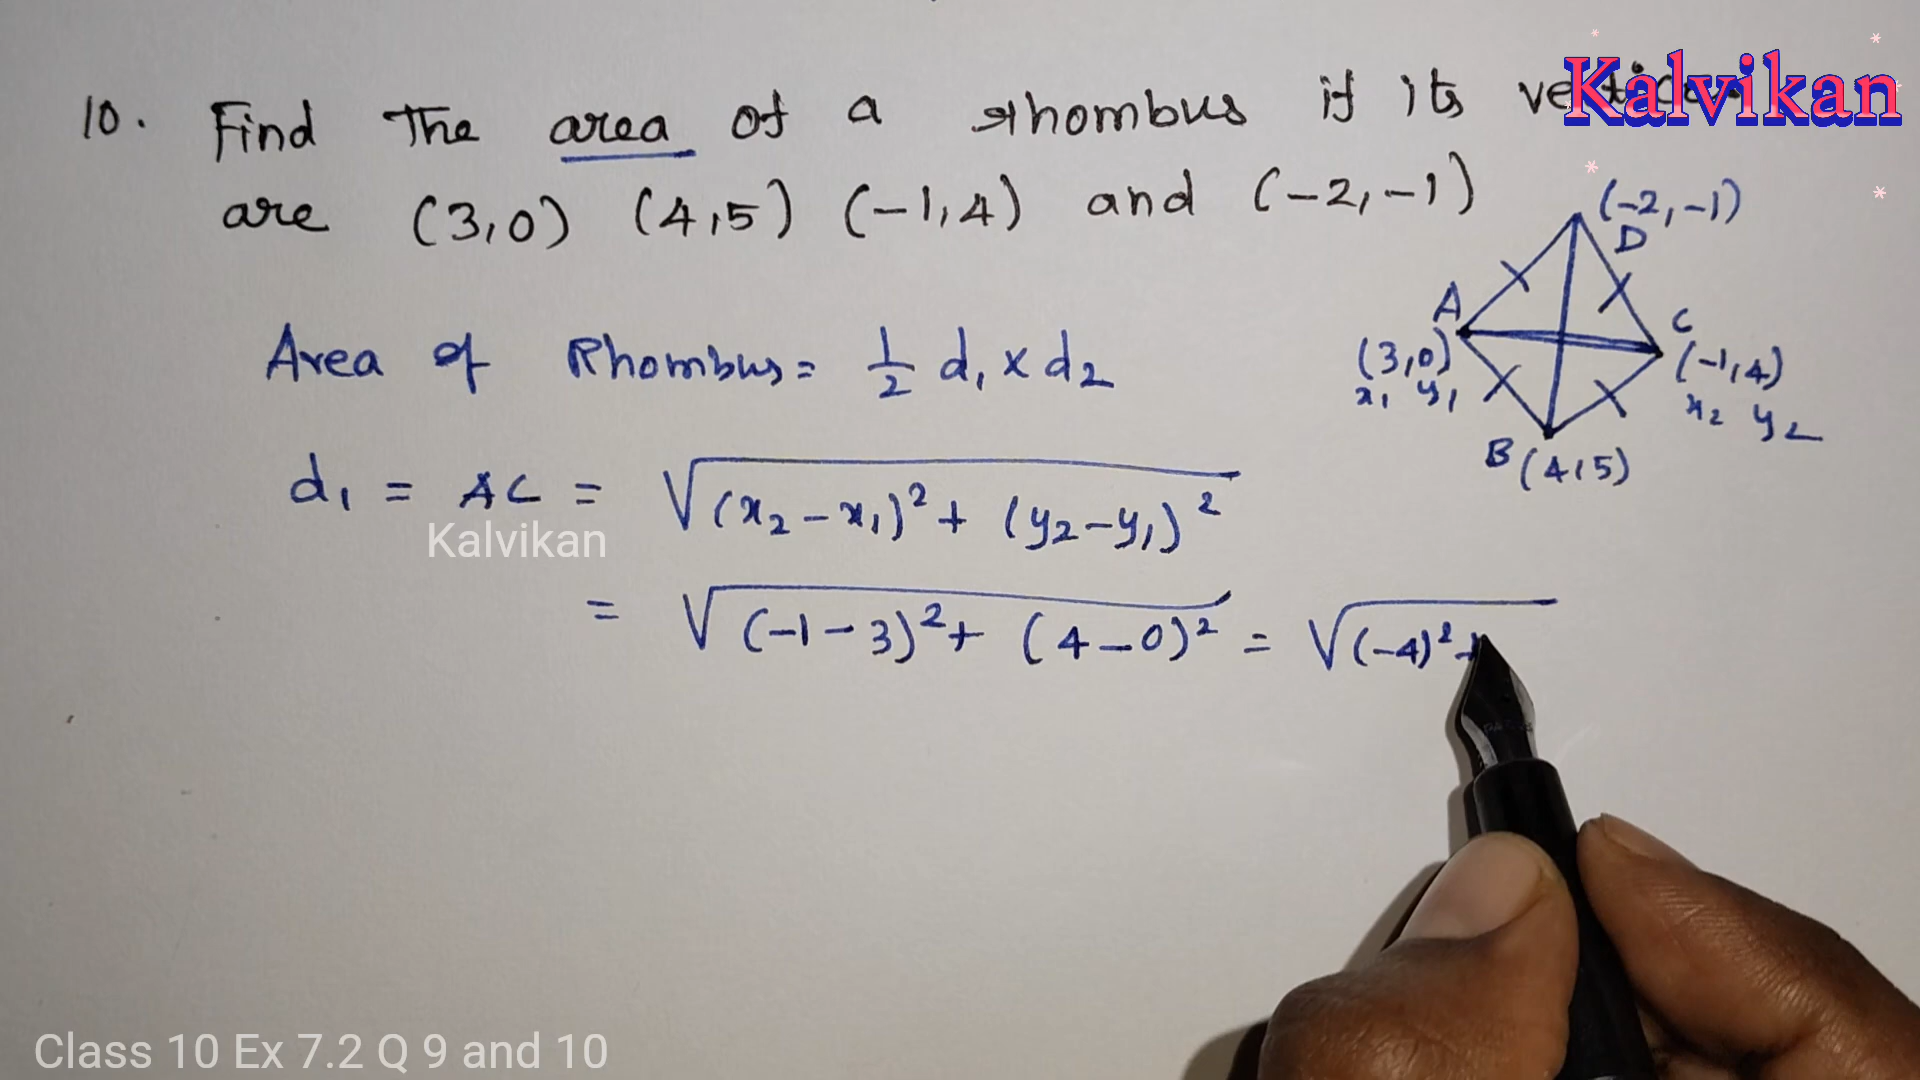 Kalvikan
10. Find The area of a rhombus if its
are (3,0) (4,5) (-1,4) and (-2,-1)
(-2,-1)
D
A
C
(3,0)
x₁ y₁
(-1,4)
x₂ y₂
B (4,5)
Area of Rhombus = 1/2 d₁ x d₂
d₁ = AC = √(x₂-x₁)² + (y₂-y₁)²
Kalvikan
= √(-1-3)² + (4-0)² = √(-4)² +
Class 10 Ex 7.2 Q 9 and 10